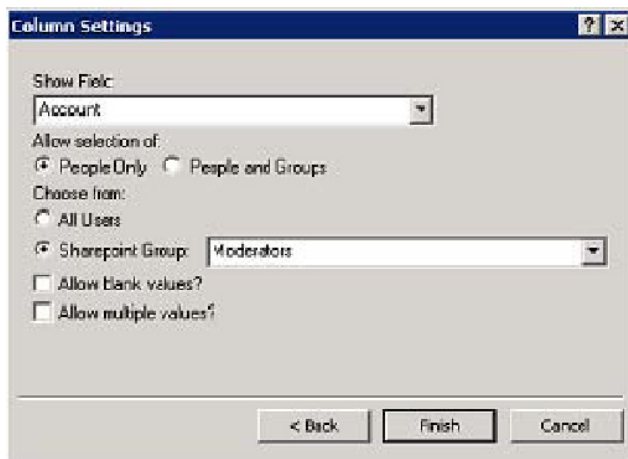 Column Settings
Show Field:
Account
Allow selection of:
People Only People and Groups
Choose from:
All Users
Sharepoint Group: Moderators
Allow blank values?
Allow multiple values?
< Back Finish Cancel